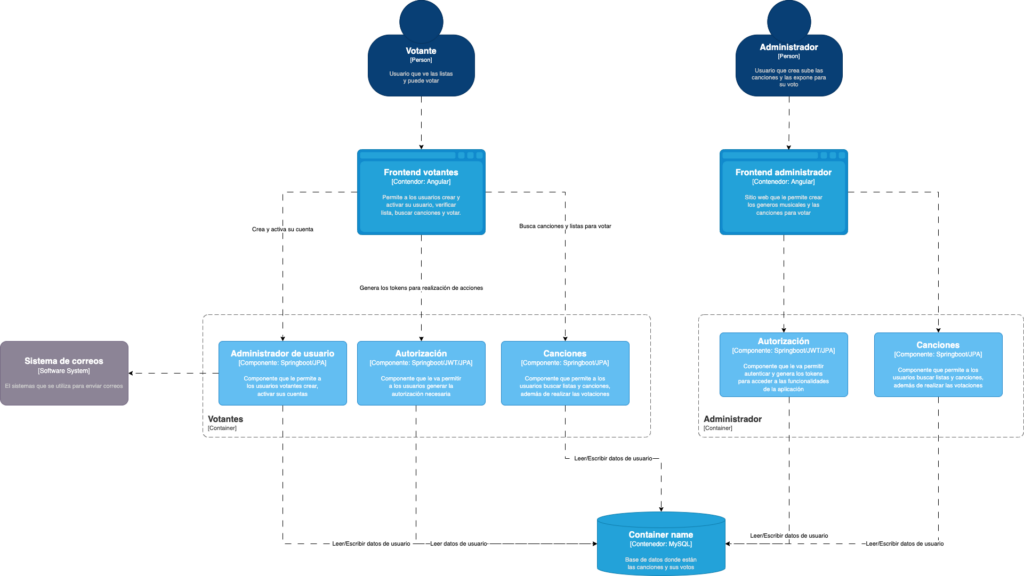 Votante
[Person]
Usuario que ve las listas
y puede votar
Administrador
[Person]
Usuario que crea sube las
canciones y las expone para
su voto
Frontend votantes
[Contendor: Angular]
Permite a los usuarios crear y
activar su usuario, verificar
lista, buscar canciones y votar.
Frontend administrador
[Contenedor: Angular]
Sitic web que le permite crear
los generos musicales y las
canciones para votar
Crea y activa su cuenta
Busca canciones y listas para votar
Genera los tokens para realización de acciones
Sistema de correos
[Software System]
El sistemas que se utiliza para enviar correos
Administrador de usuario
[Componente: Springboot/JPA]
Componente que le permite a
los usuarios votantes crear,
activar sus cuentas
Autorización
[Componente: Springboot/JWT/JPA]
Componente que le va permitir
a los usuarios generar la
autorización necesaria
Canciones
[Componente: Springboot/JPA]
Componente que permite a los
usuarios buscar listas y canciones,
además de realizar las votaciones
Votantes
[Container]
Autorización
[Componente: Springboot/JWT/JPA]
Componente que le va permitir
autenticar y genera los tokens
para acceder a las funcionalidades
de la aplicación
Canciones
[Componente: Springboot/JPA]
Componente que permite a los
usuarios buscar listas y canciones,
además de realizar las votaciones
Administrador
[Container]
Leer/Escribir datos de usuario
Leer/Escribir datos de usuario
Leer datos de usuario
Container name
[Contenedor: MySQL]
Base de datos donde están
las canciones y sus votos
Leer/Escribir datos de usuario
Leer/Escribir datos de usuario